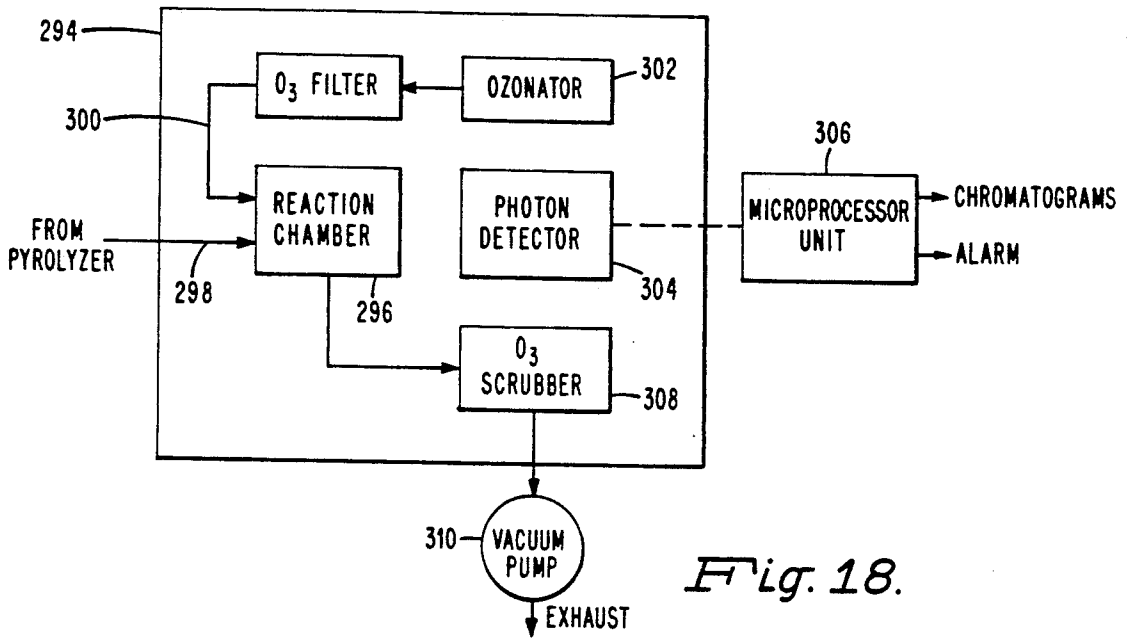 294
O3 FILTER
OZONATOR
302
300
306
REACTION
CHAMBER
PHOTON
DETECTOR
MICROPROCESSOR
UNIT
CHROMATOGRAMS
ALARM
FROM
PYROLYZER
298
296
304
O3
SCRUBBER
308
310
VACUUM
PUMP
EXHAUST
Fig. 18.